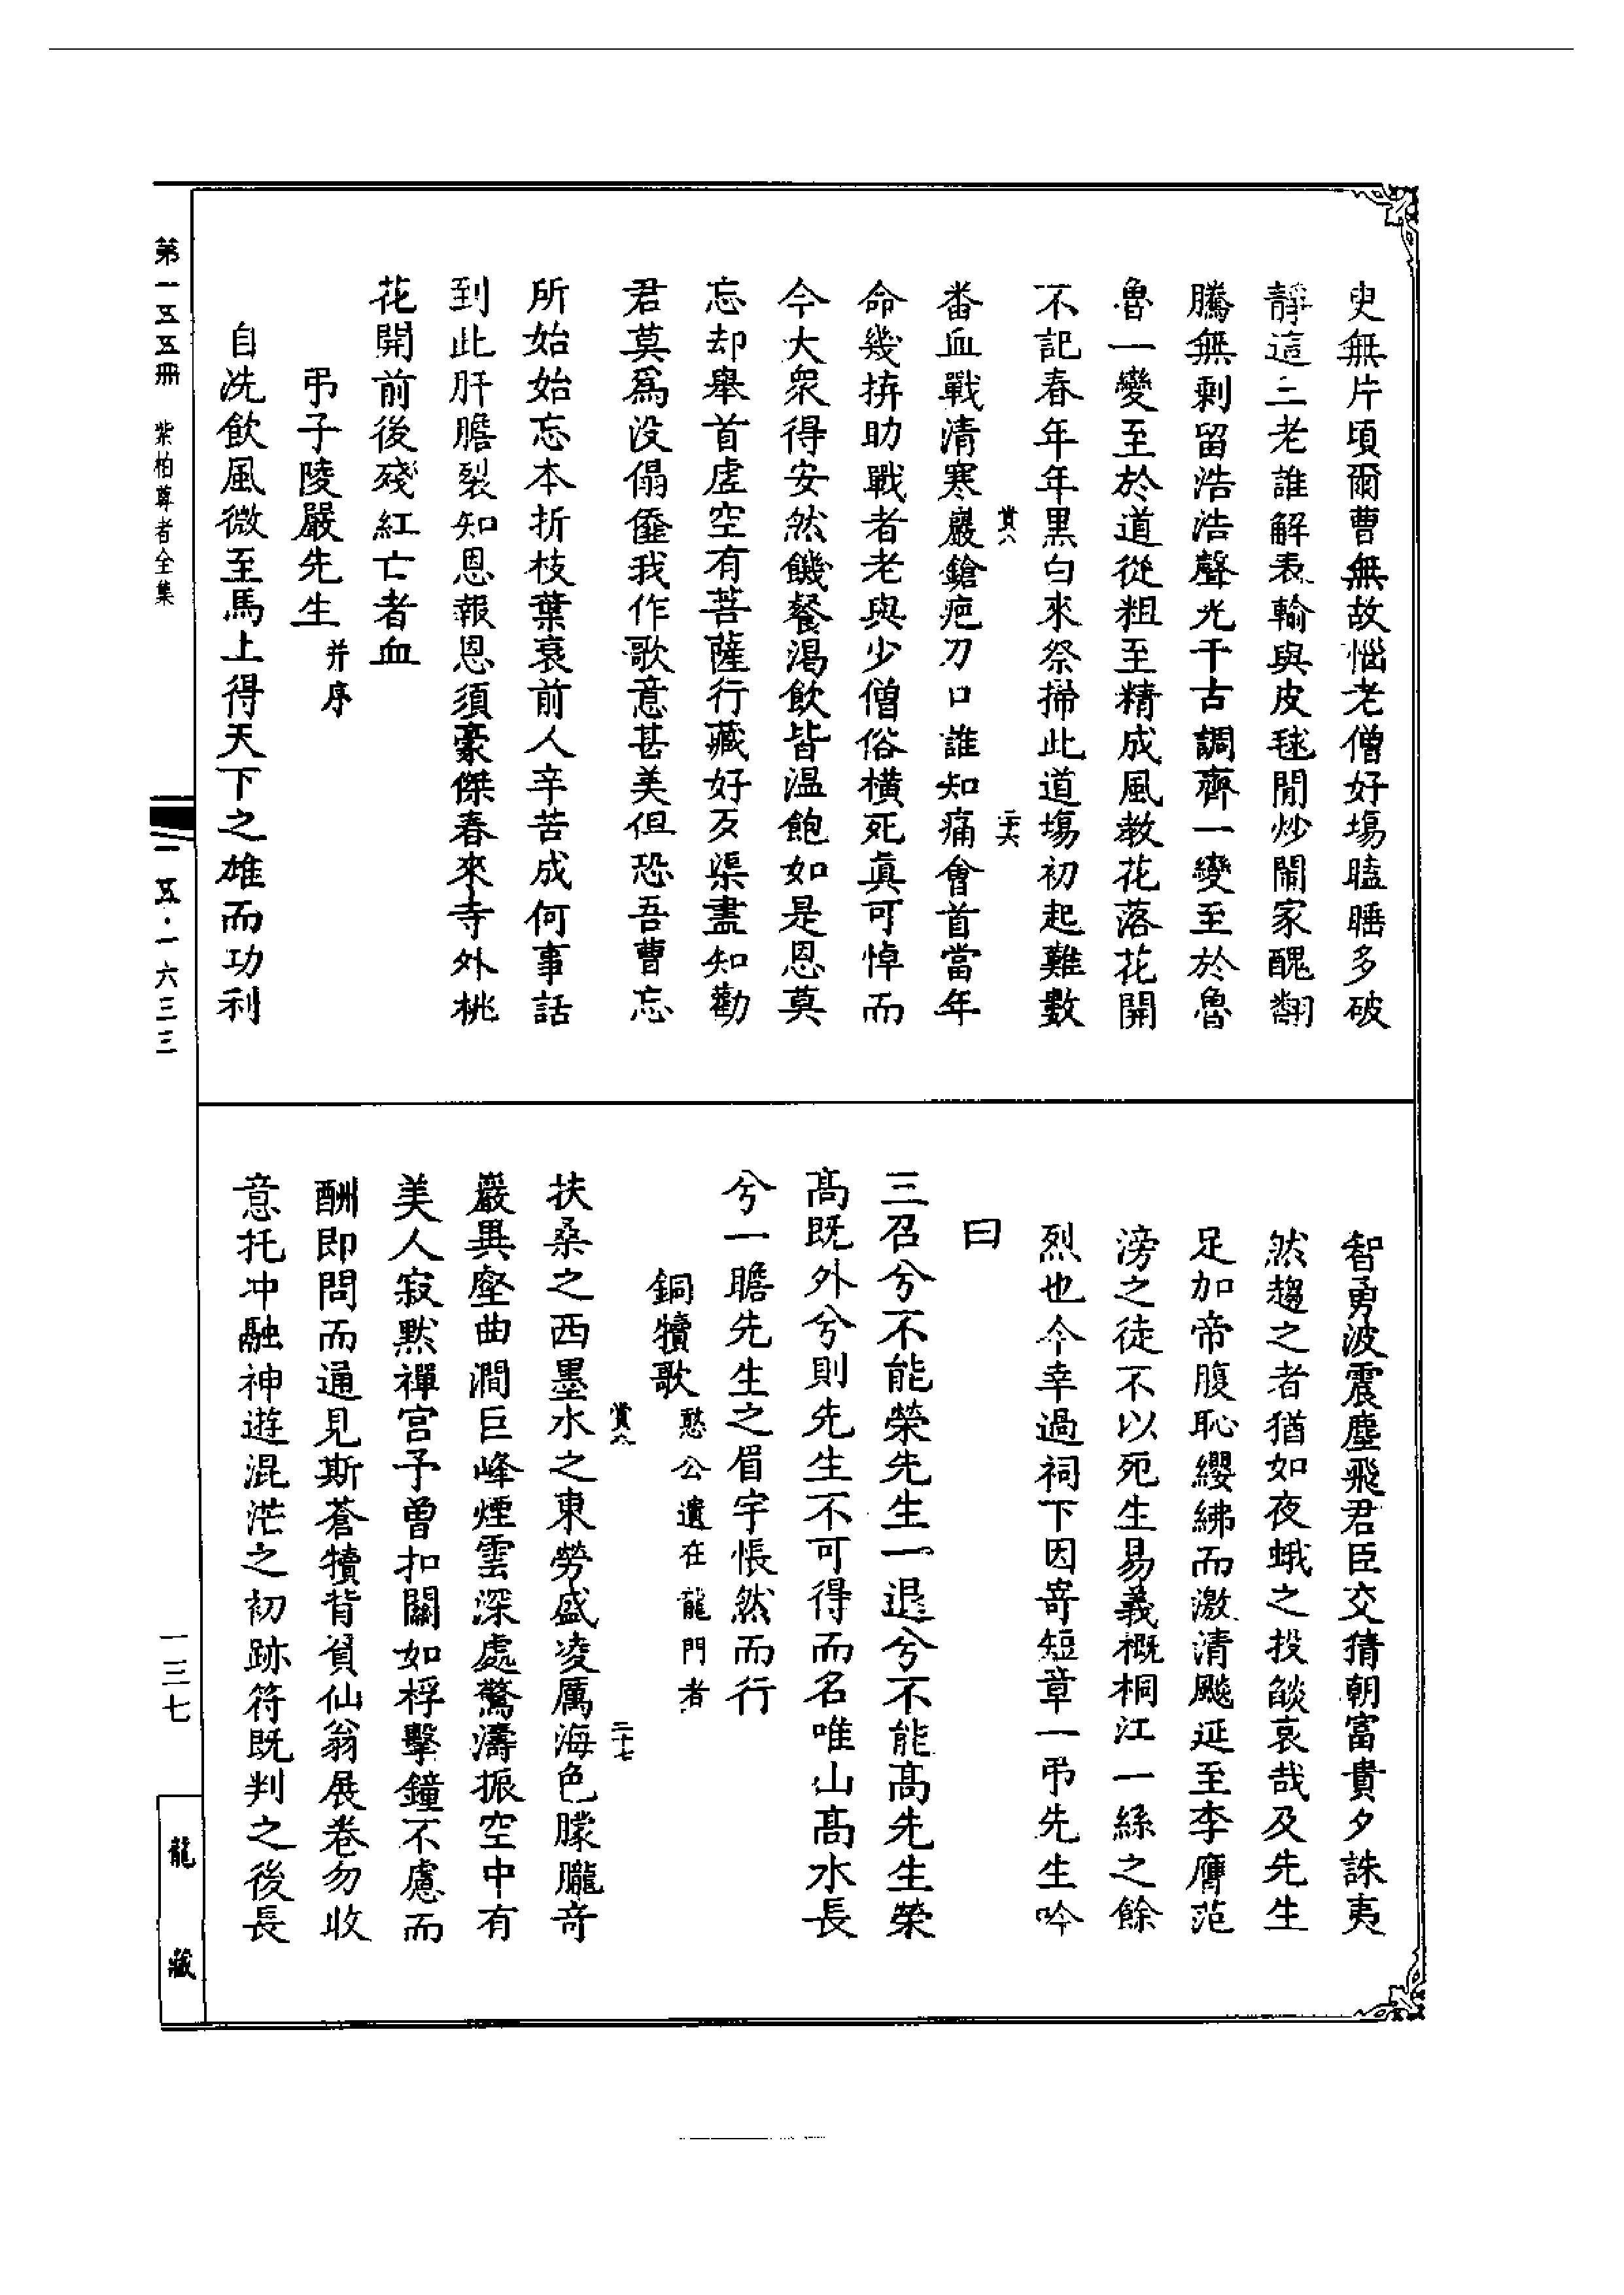 史無片頃爾曹無故惱老僧好場瞌睡多破
靜這三老誰解表輸與皮毬閒炒鬧家醜翻
騰無剩留浩浩聲光千古調齊一變至於魯
魯一變至於道從粗至精成風教花落花開
不記春年年黑白來祭掃此道場初起難數
賞八
二十六
番血戰清寒巖鎗疤刀口誰知痛會首當年
命幾拚助戰者老與少僧俗橫死真可悼而
今大衆得安然饑餐渴飲皆温飽如是恩莫
忘却舉首虗空有菩薩行藏好歹渠盡知勸
君莫爲没傝𠎷我作歌意甚美但恐吾曹忘
所始始忘本折枝葉衰前人辛苦成何事話
到此肝膽裂知恩報恩須豪傑春來寺外桃
花開前後殘紅亡者血
弔子陵嚴先生并序
自洗飲風微至馬上得天下之雄而功利
智勇波震塵飛君臣交猜朝富貴夕誅夷
然趨之者猶如夜蛾之投燄哀哉及先生
足加帝腹恥纓紼而激清飈延至李膺范
滂之徒不以死生易義概桐江一絲之餘
烈也今幸過祠下因寄短章一弔先生吟
曰
三召兮不能榮先生一退兮不能髙先生榮
髙既外兮則先生不可得而名唯山髙水長
兮一瞻先生之眉宇悵然而行
銅犢歌憨公遺在龍門者
賞八
二十七
扶桑之西墨水之東勞盛凌厲海色朦朧奇
巖異壑曲澗巨峰煙雲深處驚濤振空中有
美人寂默禪宫予曾扣關如桴擊鐘不慮而
酬即問而通見斯蒼犢背負仙翁展卷勿收
意托冲融神遊混茫之初跡符既判之後長
第一五五冊 紫柏尊者全集
一五·一六三三
一三七
龍藏